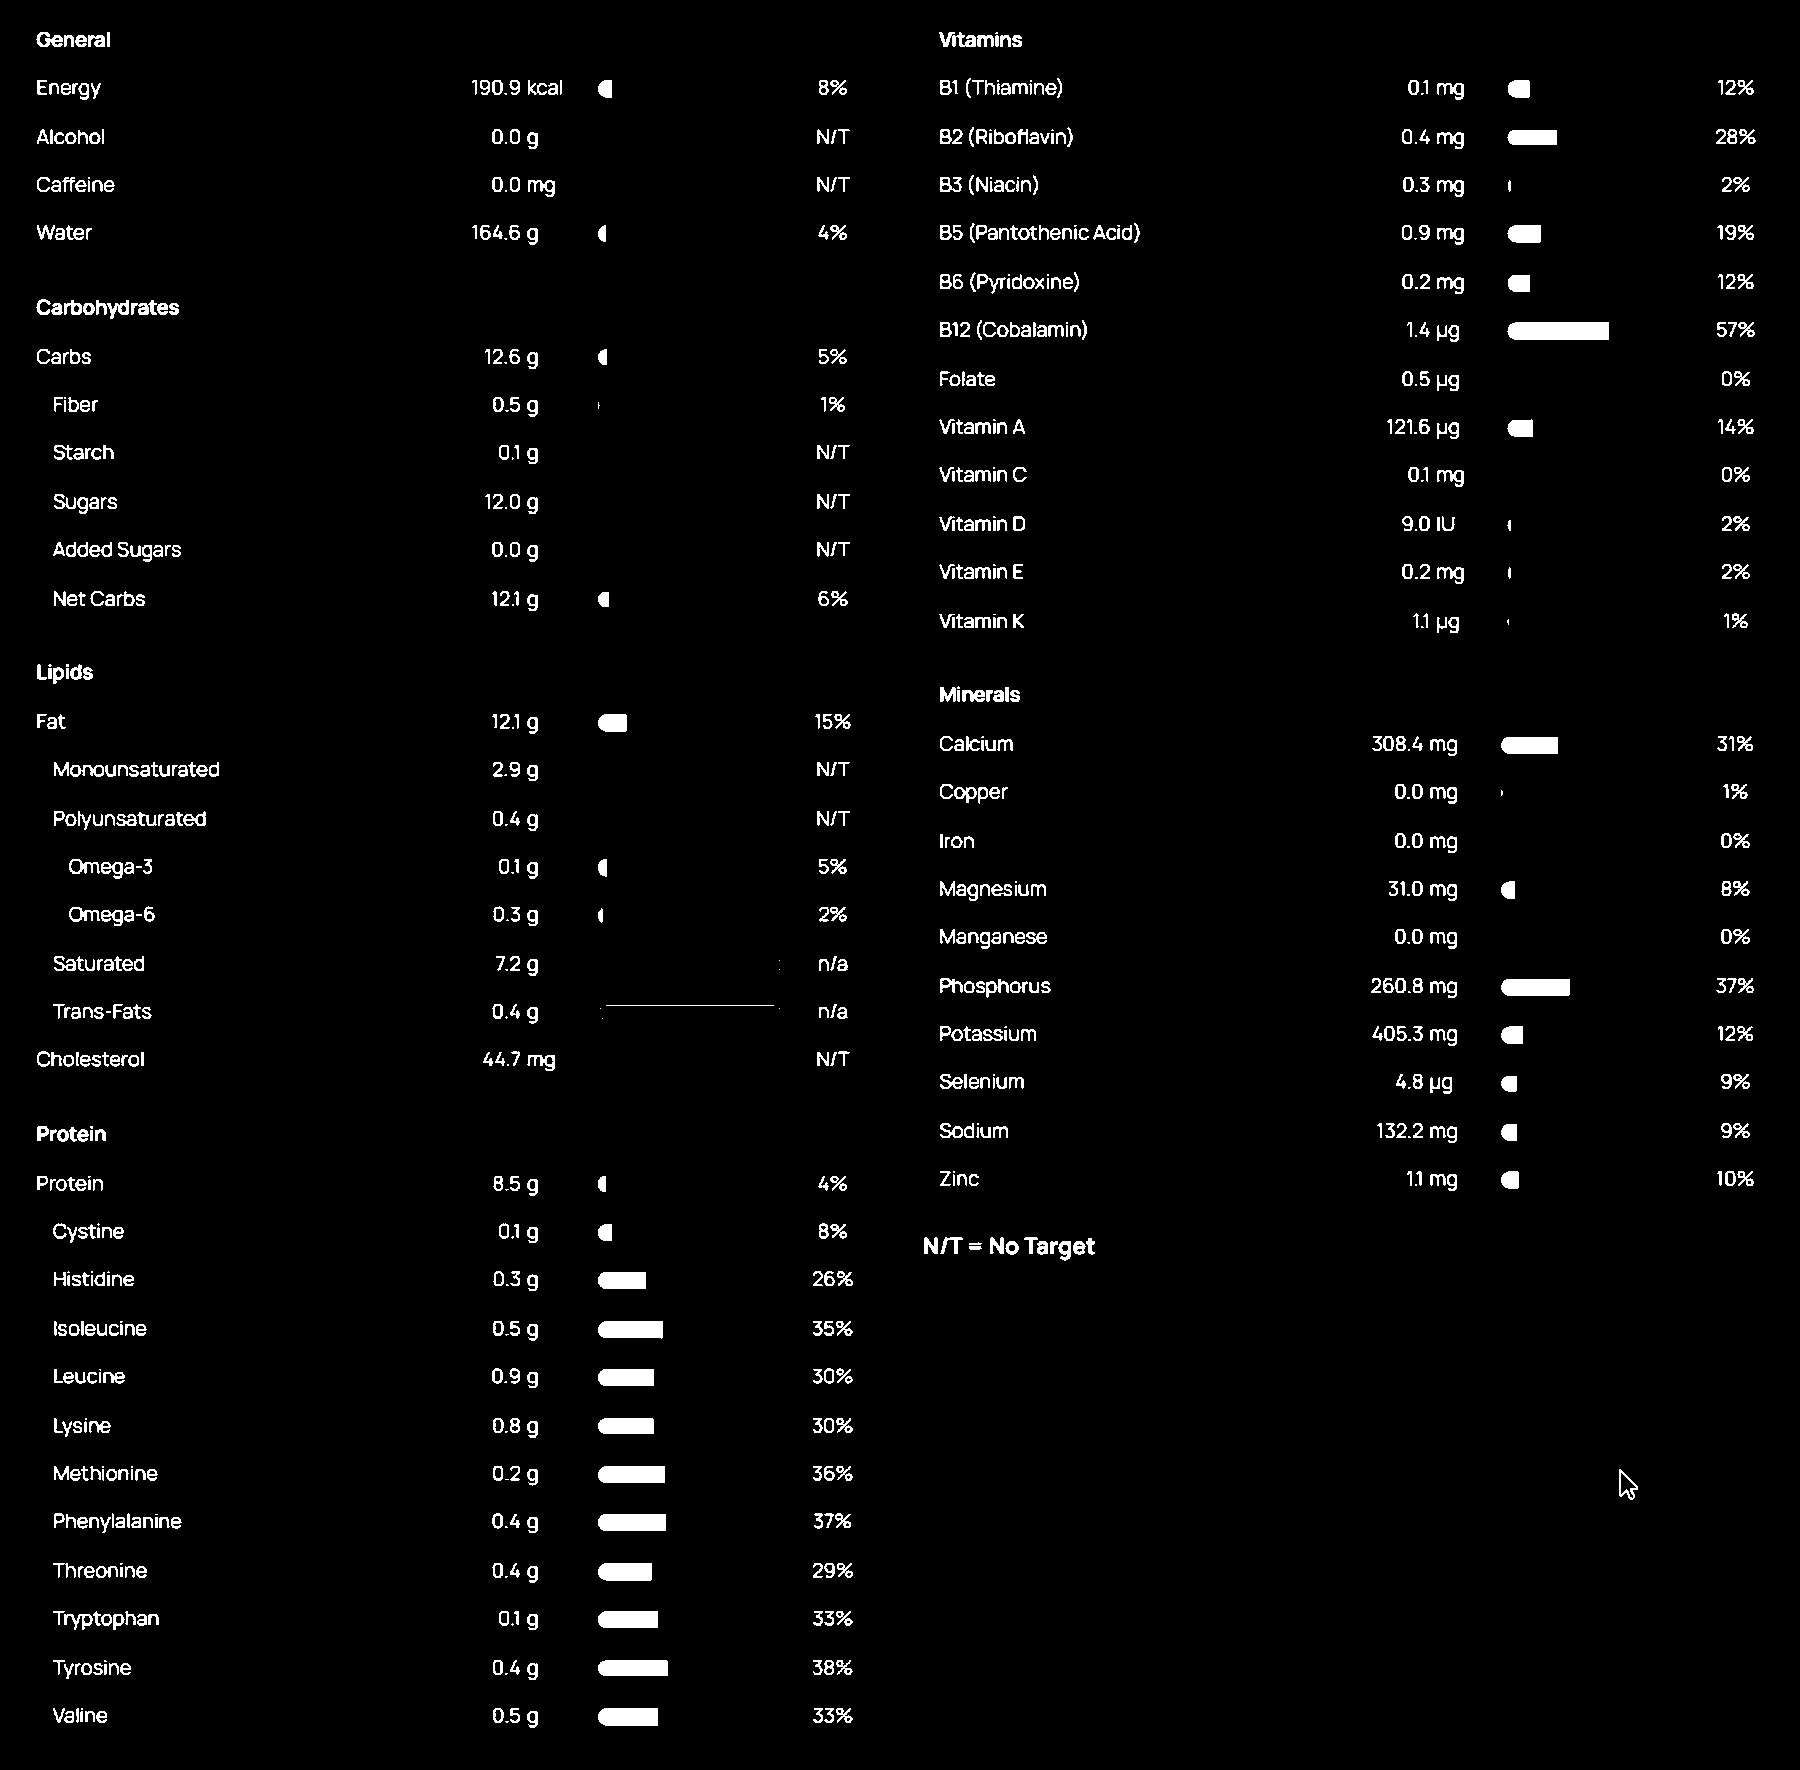 General
Energy 190.9 kcal 8%
Alcohol 0.0 g N/T
Caffeine 0.0 mg N/T
Water 164.6 g 4%
Carbohydrates
Carbs 12.6 g 5%
Fiber 0.5 g 1%
Starch 0.1 g N/T
Sugars 12.0 g N/T
Added Sugars 0.0 g N/T
Net Carbs 12.1 g 6%
Lipids
Fat 12.1 g 15%
Monounsaturated 2.9 g N/T
Polyunsaturated 0.4 g N/T
Omega-3 0.1 g 5%
Omega-6 0.3 g 2%
Saturated 7.2 g n/a
Trans-Fats 0.4 g n/a
Cholesterol 44.7 mg N/T
Protein
Protein 8.5 g 4%
Cystine 0.1 g 8%
Histidine 0.3 g 26%
Isoleucine 0.5 g 35%
Leucine 0.9 g 30%
Lysine 0.8 g 30%
Methionine 0.2 g 36%
Phenylalanine 0.4 g 37%
Threonine 0.4 g 29%
Tryptophan 0.1 g 33%
Tyrosine 0.4 g 38%
Valine 0.5 g 33%
Vitamins
B1 (Thiamine) 0.1 mg 12%
B2 (Riboflavin) 0.4 mg 28%
B3 (Niacin) 0.3 mg 2%
B5 (Pantothenic Acid) 0.9 mg 19%
B6 (Pyridoxine) 0.2 mg 12%
B12 (Cobalamin) 1.4 µg 57%
Folate 0.5 µg 0%
Vitamin A 121.6 µg 14%
Vitamin C 0.1 mg 0%
Vitamin D 9.0 IU 2%
Vitamin E 0.2 mg 2%
Vitamin K 1.1 µg 1%
Minerals
Calcium 308.4 mg 31%
Copper 0.0 mg 1%
Iron 0.0 mg 0%
Magnesium 31.0 mg 8%
Manganese 0.0 mg 0%
Phosphorus 260.8 mg 37%
Potassium 405.3 mg 12%
Selenium 4.8 µg 9%
Sodium 132.2 mg 9%
Zinc 1.1 mg 10%
N/T = No Target